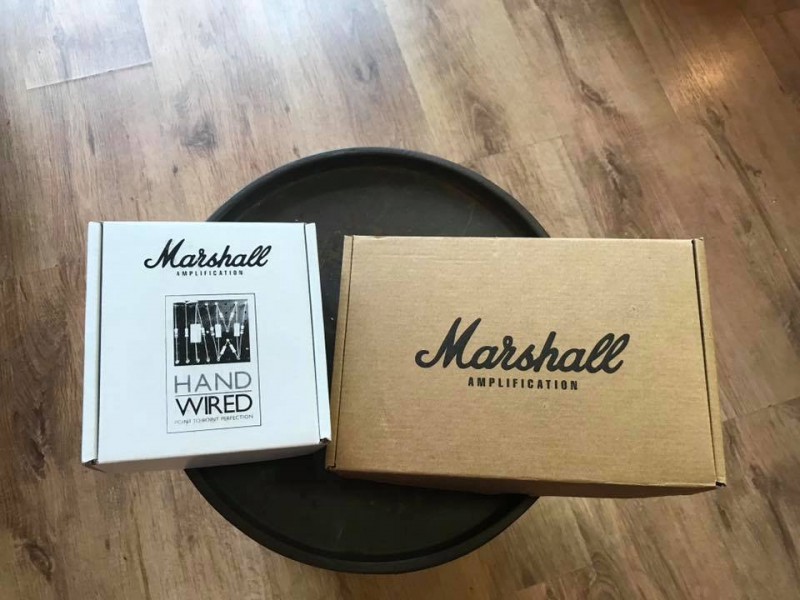 Marshall
AMPLIFICATION
HAND
WIRED
POINT TO POINT PERFECTION
Marshall
AMPLIFICATION